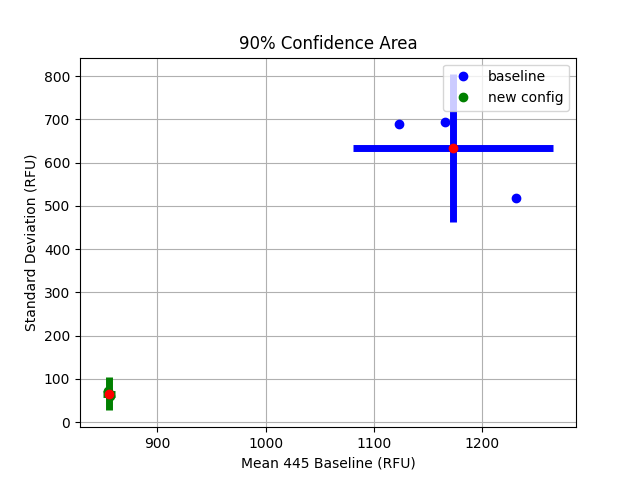 90% Confidence Area
baseline
new config
Standard Deviation (RFU)
800
700
600
500
400
300
200
100
0
900
1000
1100
1200
Mean 445 Baseline (RFU)